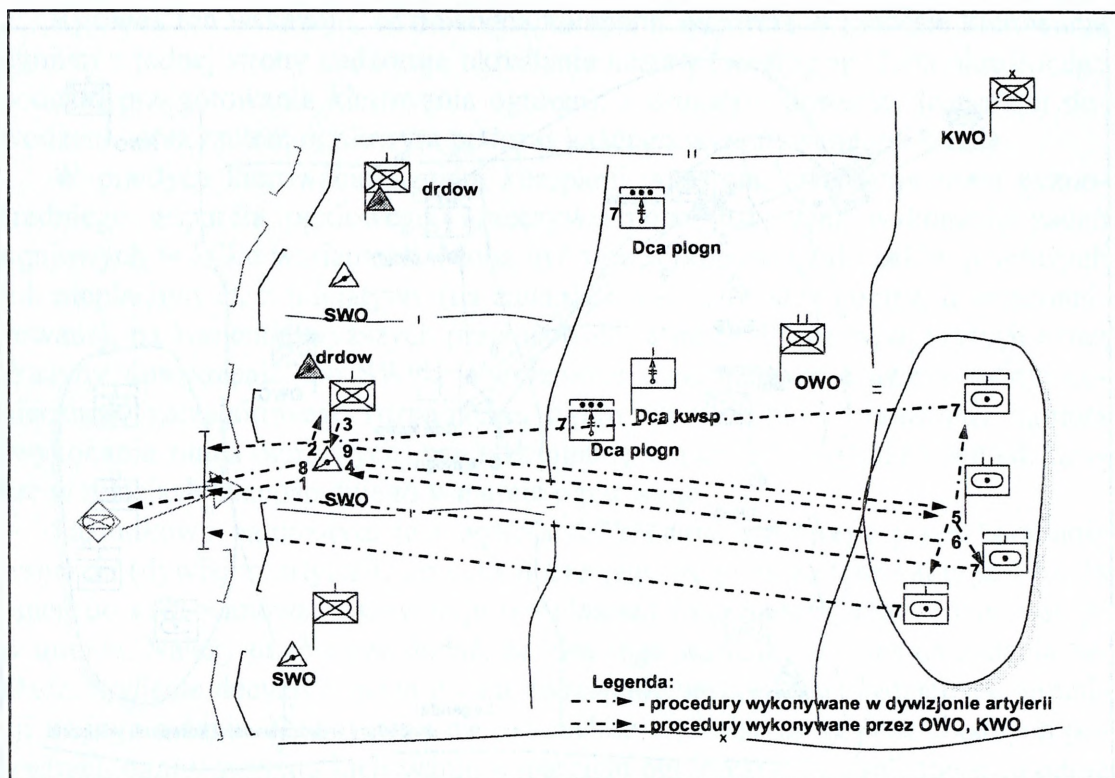 x
KWO
drdow
7
Dca plogn
SWO
OWO
drdow
Dca kwsp
7
Dca plogn
7
2 3
8 9
1 4
SWO
5
6
7
7
SWO
Legenda:
- procedury wykonywane w dywizjonie artylerii
- procedury wykonywane przez OWO, KWO
x